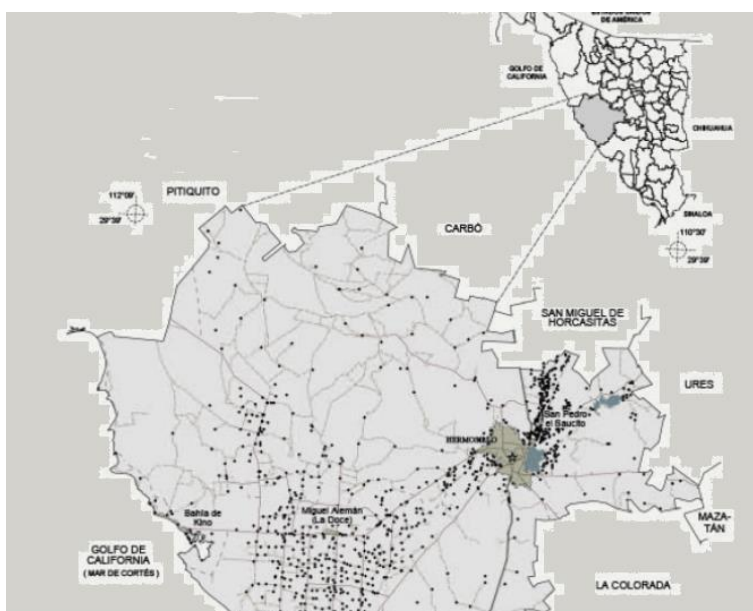 DE AMÉRICA
GOLFO DE
CALIFORNIA
CHIHUAHUA
SINALOA
112°09'
29°39'
PITIQUITO
CARBÓ
110°30'
29°39'
SAN MIGUEL DE
HORCASITAS
URES
San Pedro
el Saucito
HERMOSILLO
Bahía de
Kino
Miguel Alemán
(La Doce)
MAZA-
TÁN
GOLFO DE
CALIFORNIA
( MAR DE CORTÉS )
LA COLORADA